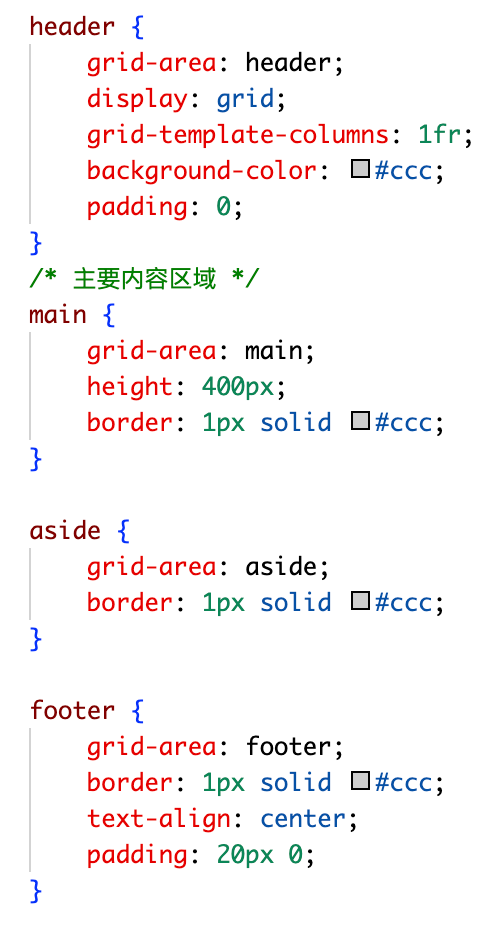 header {
    grid-area: header;
    display: grid;
    grid-template-columns: 1fr;
    background-color: #ccc;
    padding: 0;
}
/* 主要内容区域 */
main {
    grid-area: main;
    height: 400px;
    border: 1px solid #ccc;
}

aside {
    grid-area: aside;
    border: 1px solid #ccc;
}

footer {
    grid-area: footer;
    border: 1px solid #ccc;
    text-align: center;
    padding: 20px 0;
}